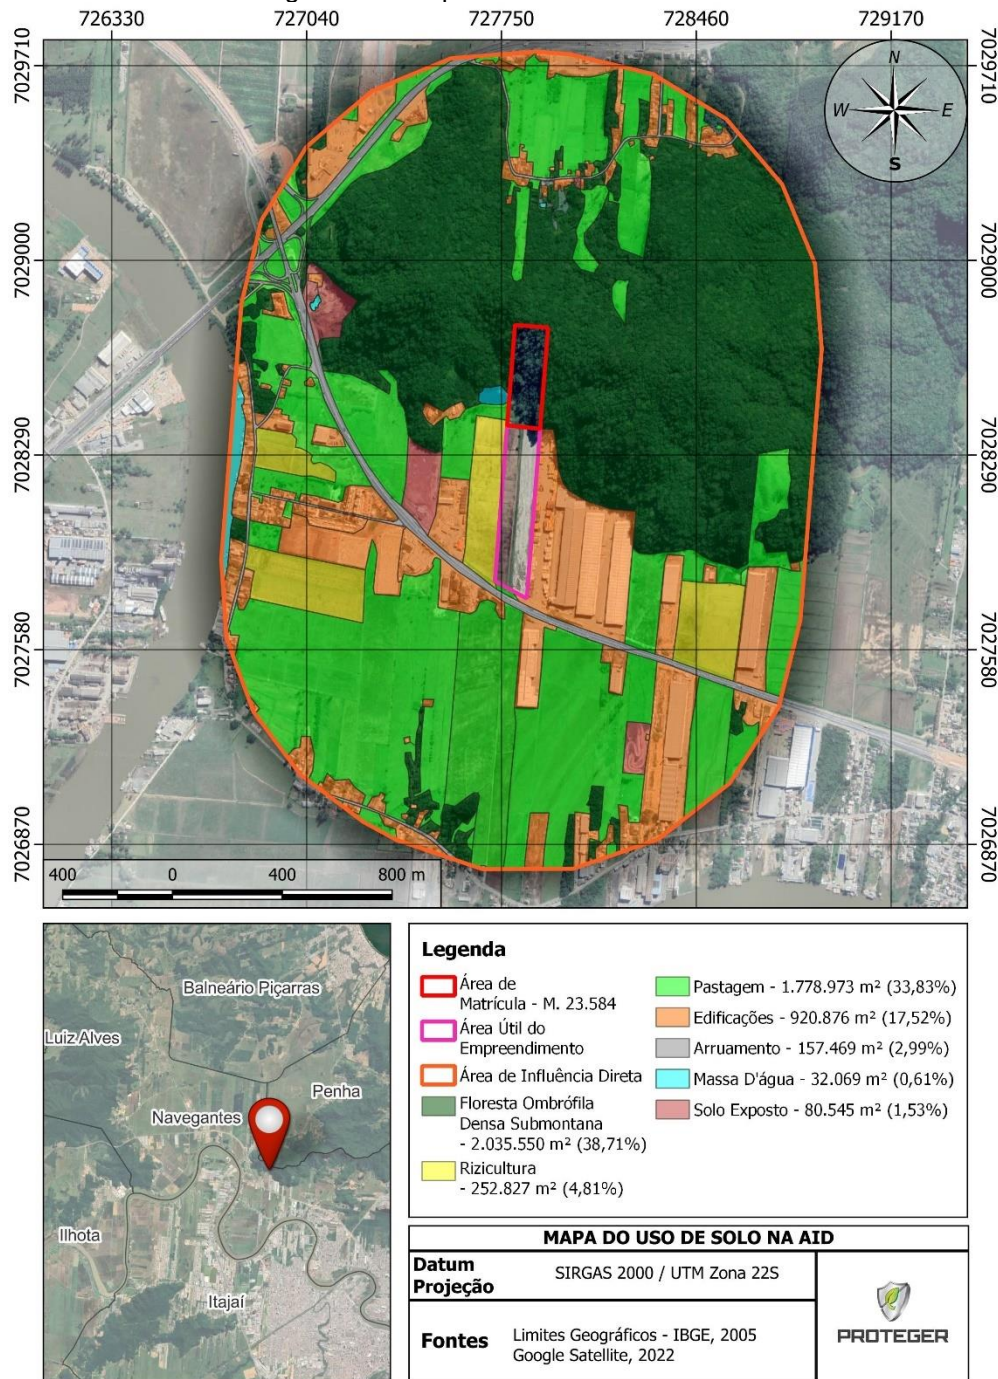 726330 727040 727750 728460 729170
7029710 7029710
N
W E
S
7029000 7029000
7028290 7028290
7027580 7027580
7026870 7026870
400 0 400 800 m
Balneário Piçarras
Luiz Alves
Penha
Navegantes
Ilhota
Itajaí
Legenda
Área de
Matrícula - M. 23.584
Área Útil do
Empreendimento
Área de Influência Direta
Floresta Ombrófila
Densa Submontana
- 2.035.550 m² (38,71%)
Rizicultura
- 252.827 m² (4,81%)
Pastagem - 1.778.973 m² (33,83%)
Edificações - 920.876 m² (17,52%)
Arruamento - 157.469 m² (2,99%)
Massa D'água - 32.069 m² (0,61%)
Solo Exposto - 80.545 m² (1,53%)
MAPA DO USO DE SOLO NA AID
Datum
Projeção
SIRGAS 2000 / UTM Zona 22S
Fontes
Limites Geográficos - IBGE, 2005
Google Satellite, 2022
PROTEGER